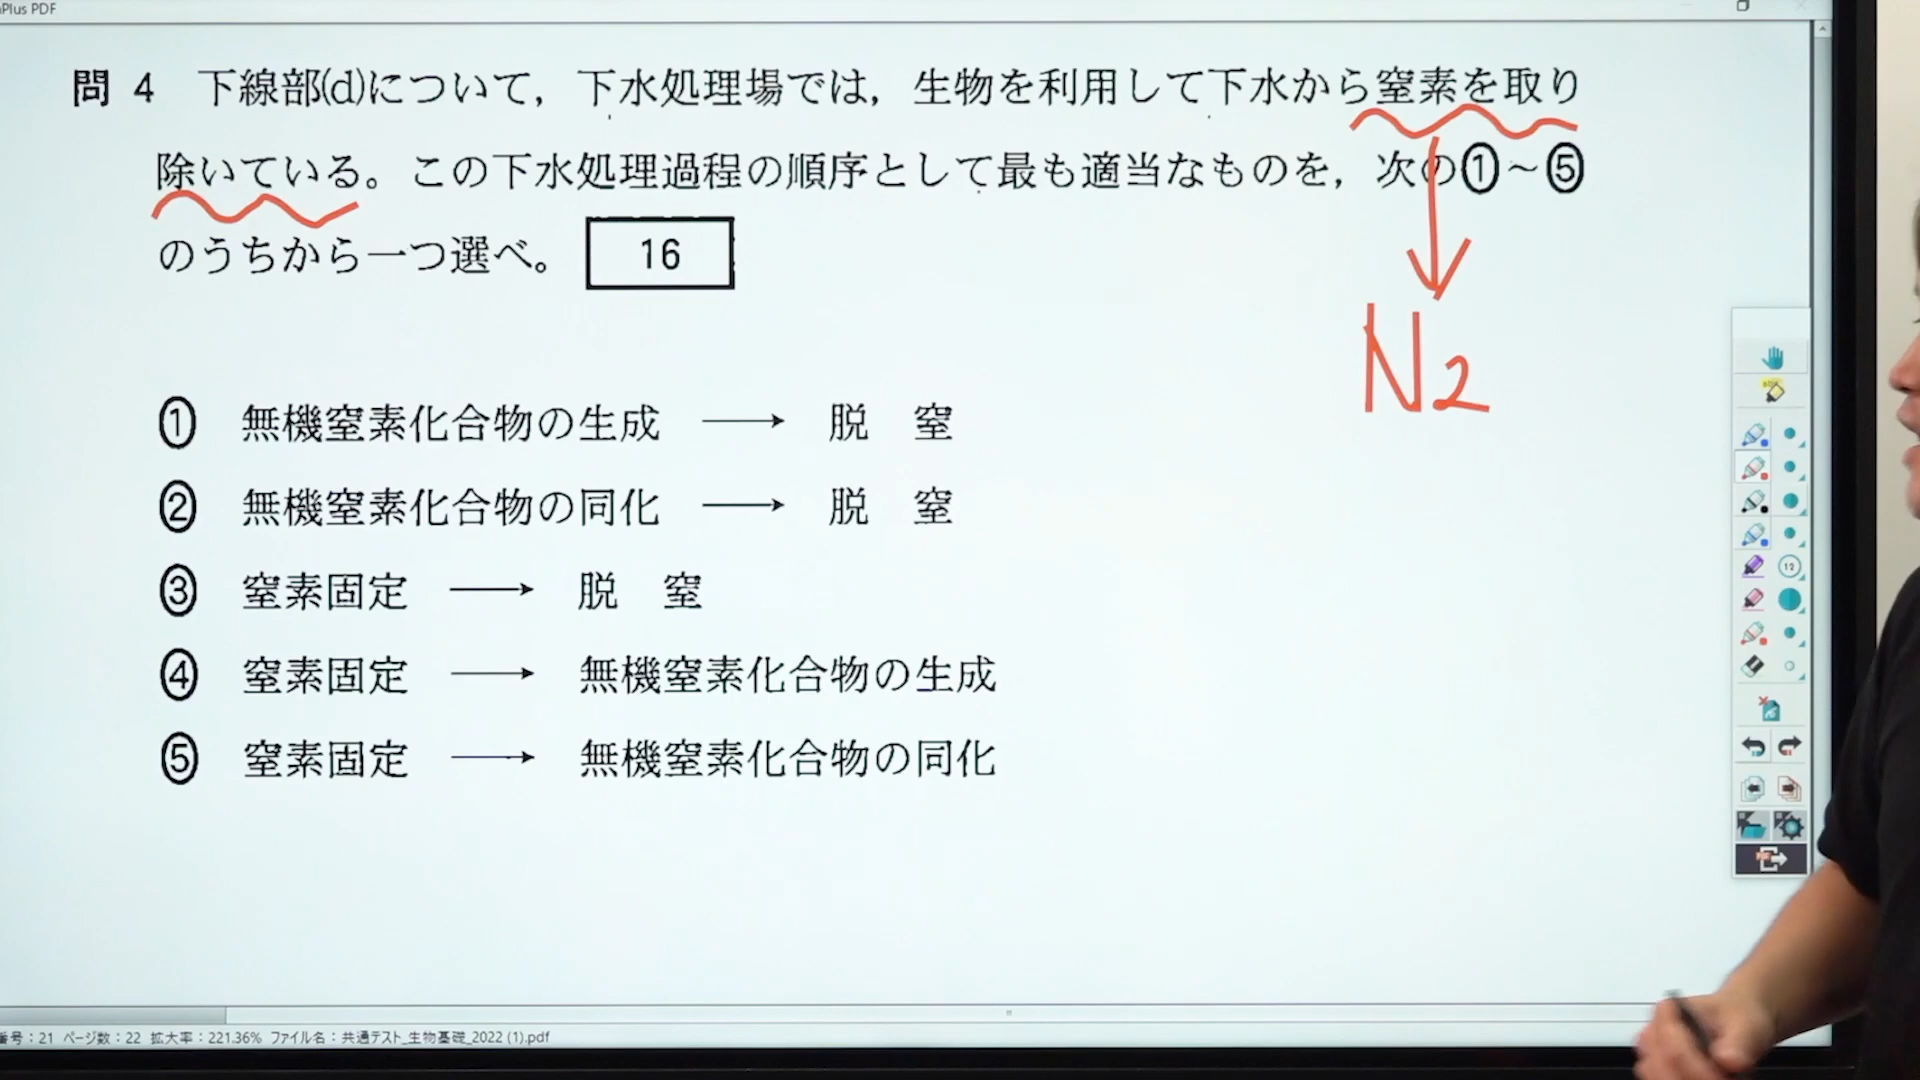 Plus PDF
問 4 下線部(d)について，下水処理場では，生物を利用して下水から窒素を取り
除いている。この下水処理過程の順序として最も適当なものを，次の①～⑤
のうちから一つ選べ。 16
N2
① 無機窒素化合物の生成 ⟶ 脱 窒
② 無機窒素化合物の同化 ⟶ 脱 窒
③ 窒素固定 ⟶ 脱 窒
④ 窒素固定 ⟶ 無機窒素化合物の生成
⑤ 窒素固定 ⟶ 無機窒素化合物の同化
12
番号：21 ページ数：22 拡大率：221.36% ファイル名：共通テスト_生物基礎_2022 (1).pdf